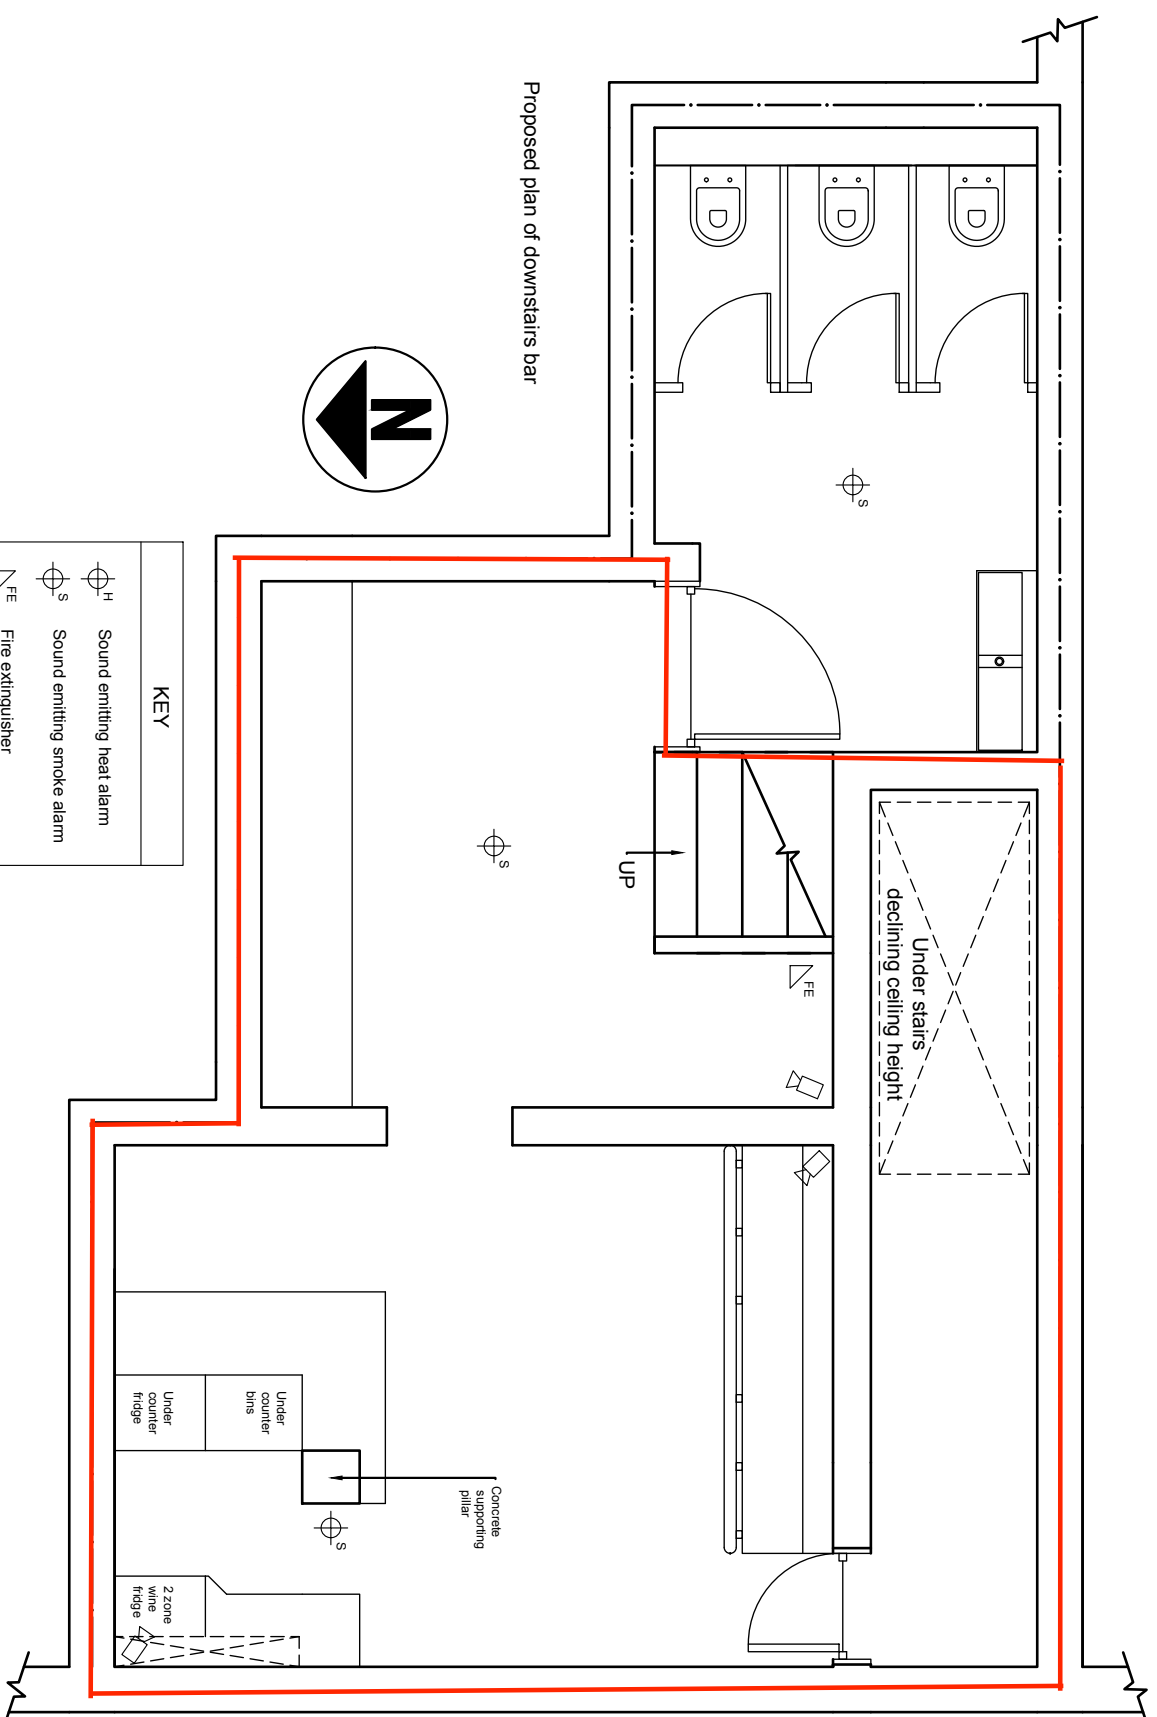 Proposed plan of downstairs bar
N
KEY
H
Sound emitting heat alarm
S
Sound emitting smoke alarm
FE
Fire extinguisher
S
S
UP
FE
Under stairs
declining ceiling height
Under
counter
bins
Under
counter
fridge
Concrete
supporting
pillar
S
2 zone
wine
fridge